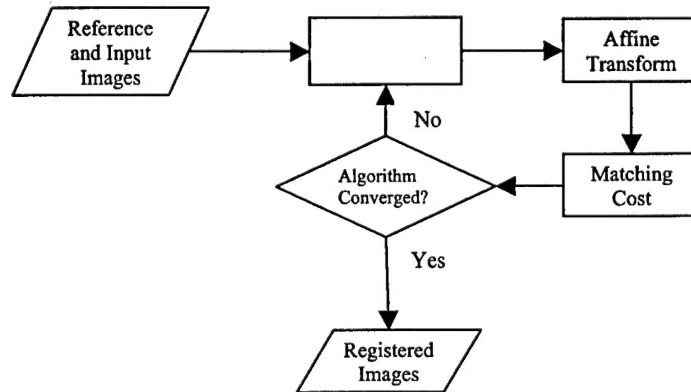 Reference
and Input
Images
Affine
Transform
No
Algorithm
Converged?
Matching
Cost
Yes
Registered
Images